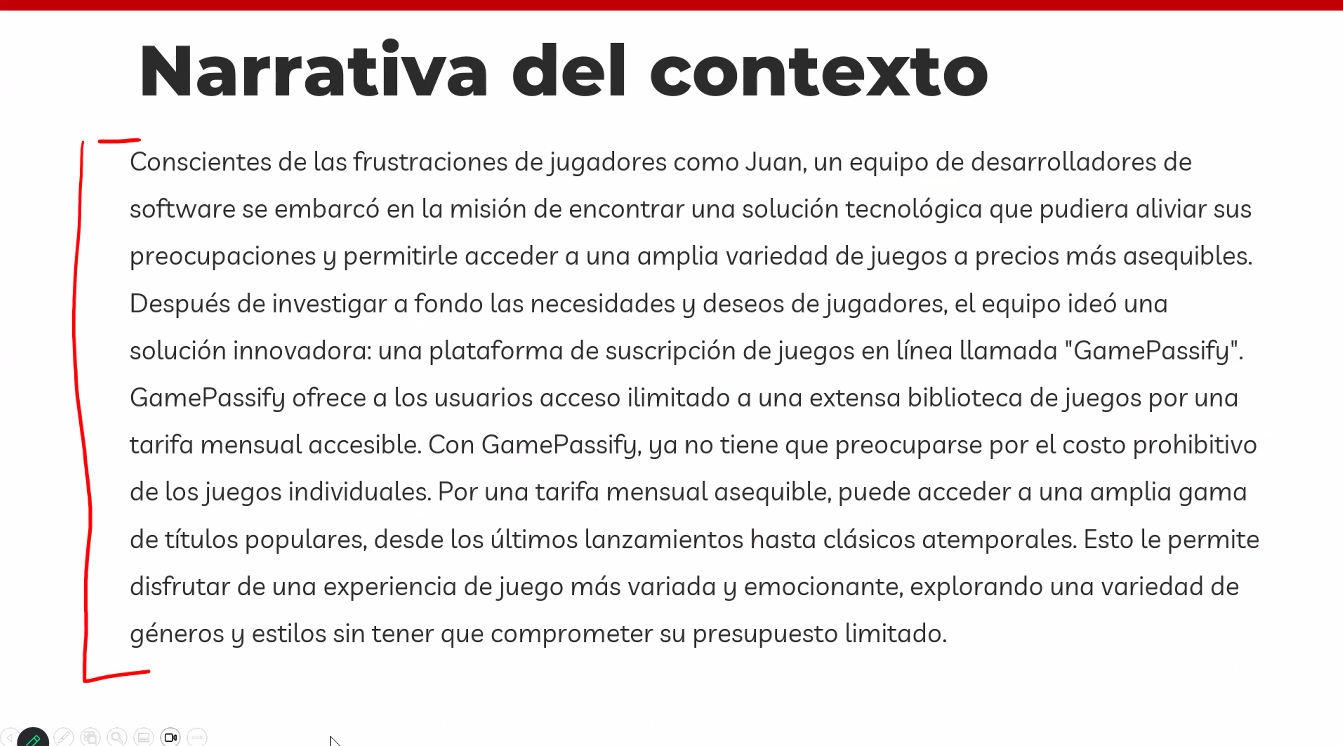 Narrativa del contexto
Conscientes de las frustraciones de jugadores como Juan, un equipo de desarrolladores de
software se embarcó en la misión de encontrar una solución tecnológica que pudiera aliviar sus
preocupaciones y permitirle acceder a una amplia variedad de juegos a precios más asequibles.
Después de investigar a fondo las necesidades y deseos de jugadores, el equipo ideó una
solución innovadora: una plataforma de suscripción de juegos en línea llamada "GamePassify".
GamePassify ofrece a los usuarios acceso ilimitado a una extensa biblioteca de juegos por una
tarifa mensual accesible. Con GamePassify, ya no tiene que preocuparse por el costo prohibitivo
de los juegos individuales. Por una tarifa mensual asequible, puede acceder a una amplia gama
de títulos populares, desde los últimos lanzamientos hasta clásicos atemporales. Esto le permite
disfrutar de una experiencia de juego más variada y emocionante, explorando una variedad de
géneros y estilos sin tener que comprometer su presupuesto limitado.